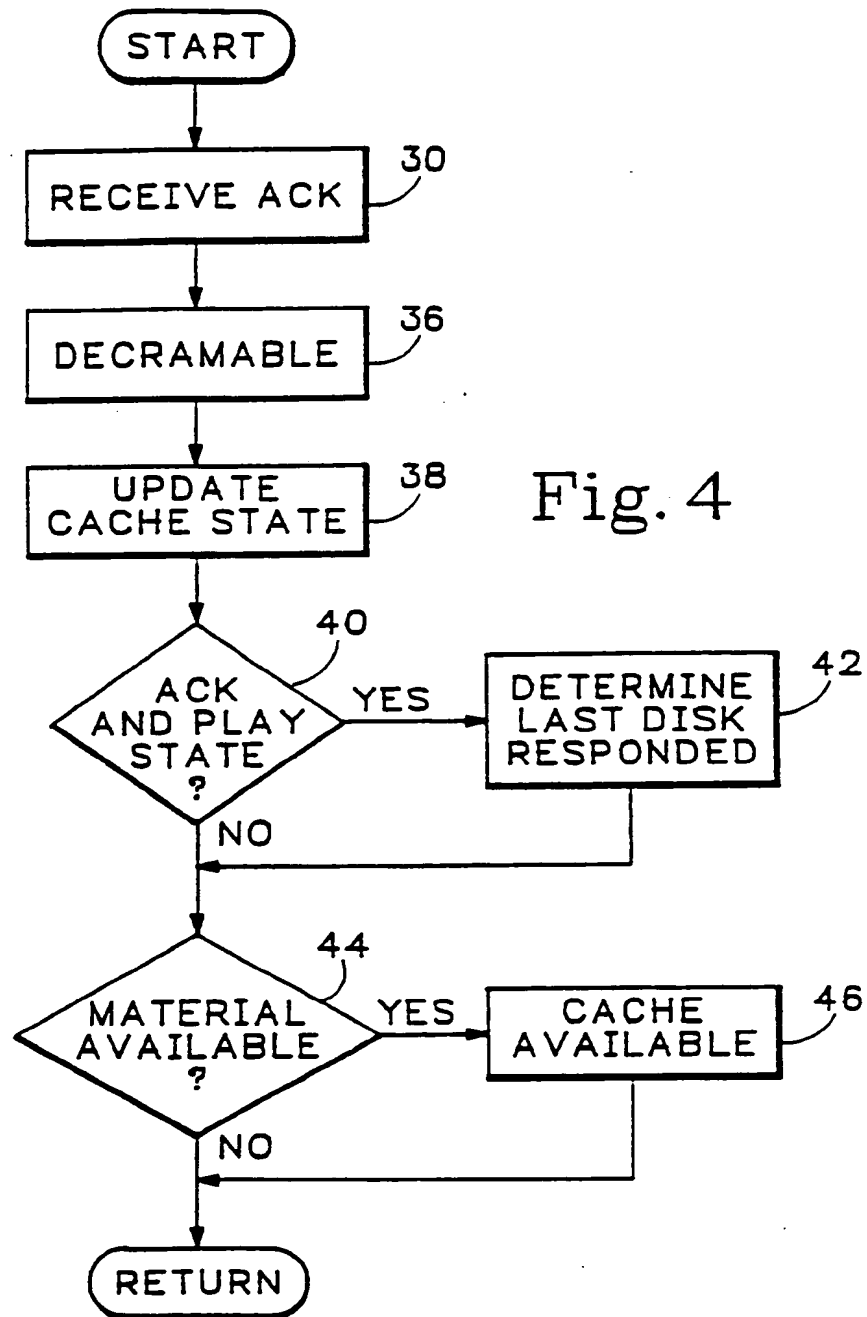 START
30
RECEIVE ACK
36
DECRAMABLE
38
UPDATE
CACHE STATE
Fig. 4
40
ACK
AND PLAY
STATE
?
YES
42
DETERMINE
LAST DISK
RESPONDED
NO
44
MATERIAL
AVAILABLE
?
YES
46
CACHE
AVAILABLE
NO
RETURN